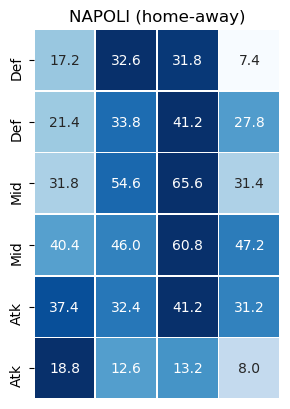 NAPOLI (home-away)
Def 17.2 32.6 31.8 7.4
Def 21.4 33.8 41.2 27.8
Mid 31.8 54.6 65.6 31.4
Mid 40.4 46.0 60.8 47.2
Atk 37.4 32.4 41.2 31.2
Atk 18.8 12.6 13.2 8.0